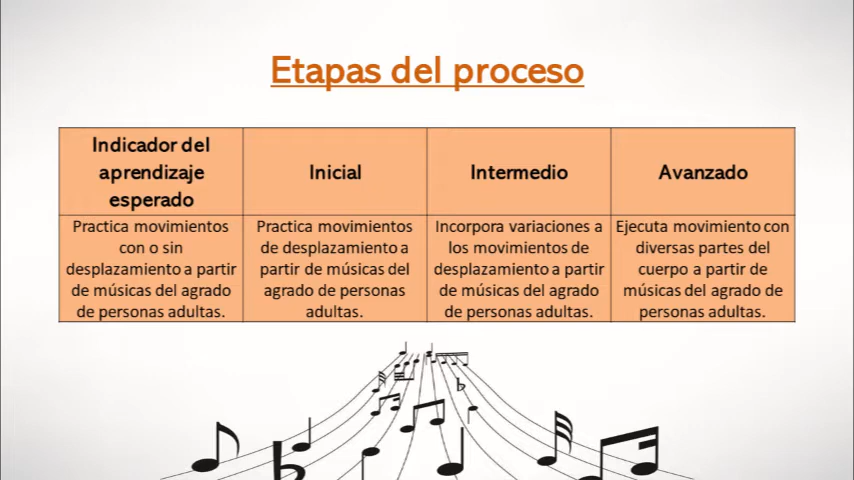 Etapas del proceso
Indicador del
aprendizaje
esperado
Inicial
Intermedio
Avanzado
Practica movimientos
con o sin
desplazamiento a partir
de músicas del agrado
de personas adultas.
Practica movimientos
de desplazamiento a
partir de músicas del
agrado de personas
adultas.
Incorpora variaciones a
los movimientos de
desplazamiento a partir
de músicas del agrado
de personas adultas.
Ejecuta movimiento con
diversas partes del
cuerpo a partir de
músicas del agrado de
personas adultas.